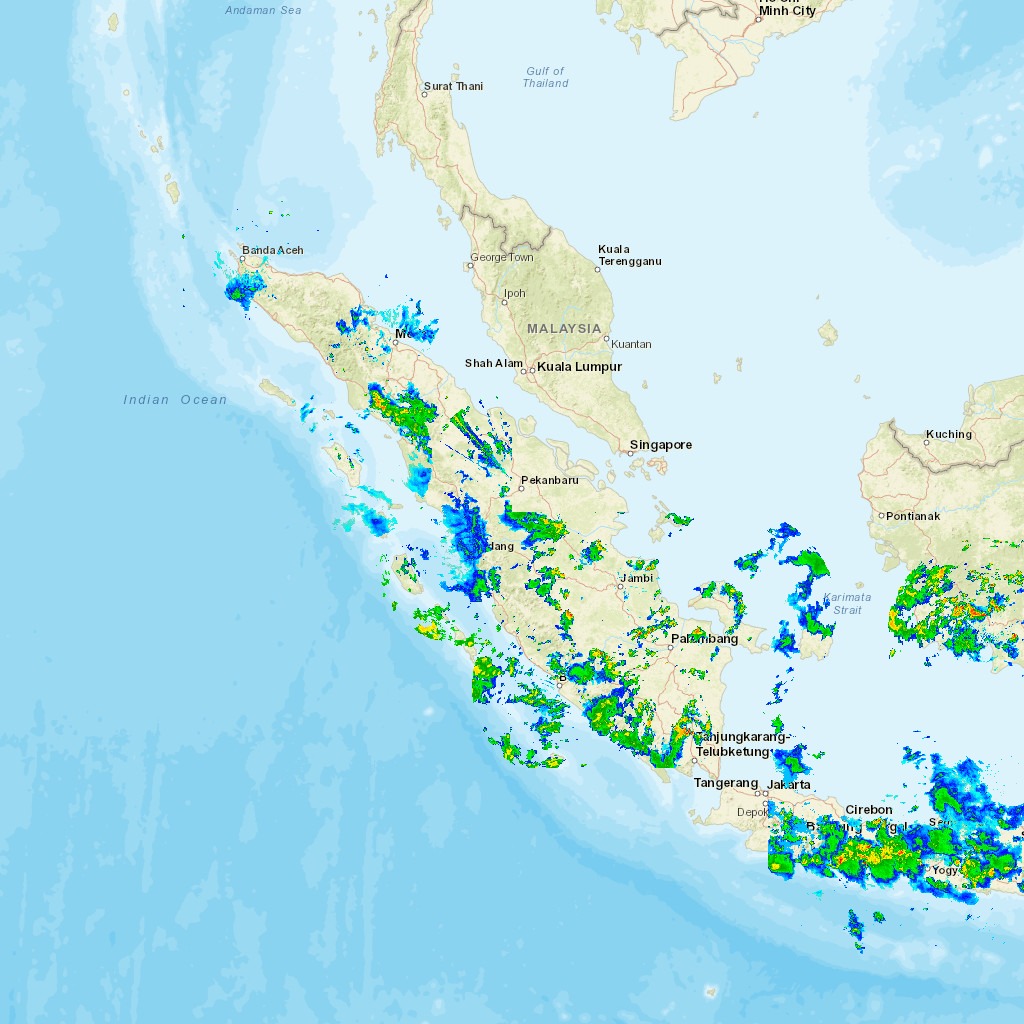 Andaman Sea
Minh City
Gulf of
Thailand
Surat Thani
Banda Aceh
George Town
Kuala
Terengganu
Ipoh
MALAYSIA
Kuantan
Shah Alam
Kuala Lumpur
Indian Ocean
Singapore
Kuching
Pekanbaru
Pontianak
Jambi
Karimata
Strait
Palembang
Tanjungkarang-
Telubketung
Tangerang
Jakarta
Depok
Cirebon